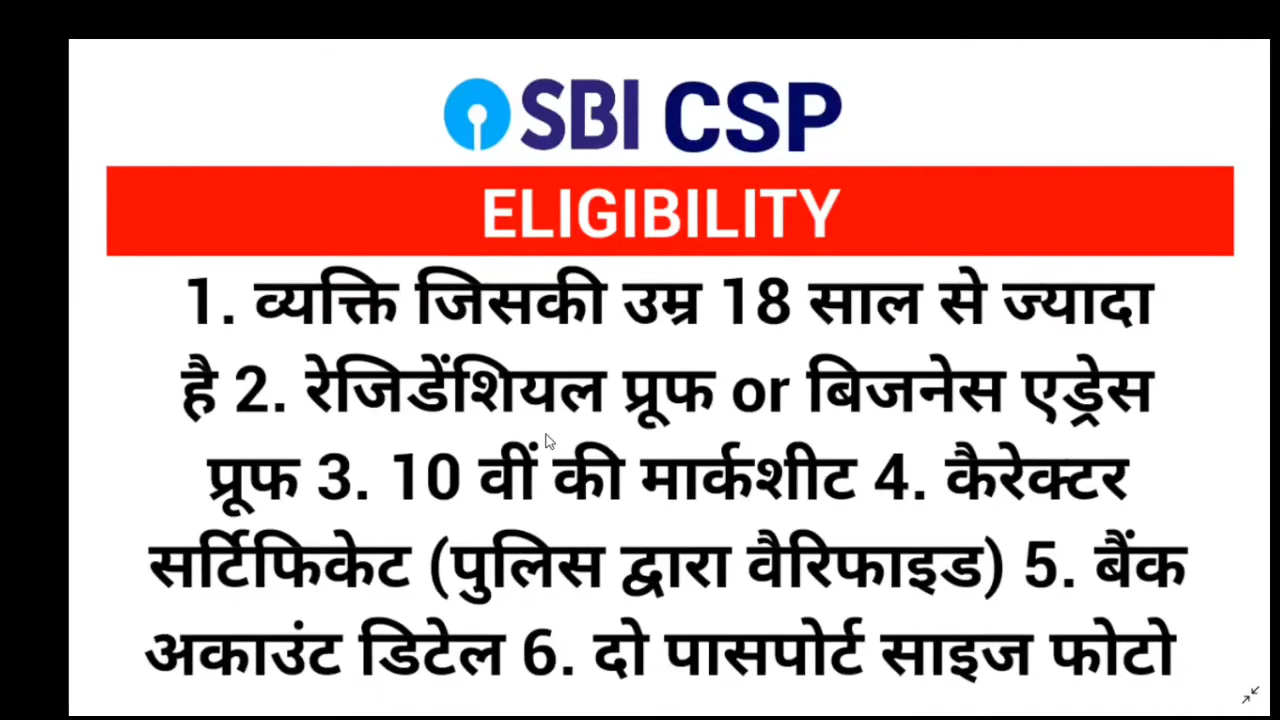 SBI CSP
ELIGIBILITY
1. व्यक्ति जिसकी उम्र 18 साल से ज्यादा
है 2. रेजिडेंशियल प्रूफ or बिजनेस एड्रेस
प्रूफ 3. 10 वीं की मार्कशीट 4. कैरेक्टर
सर्टिफिकेट (पुलिस द्वारा वैरिफाइड) 5. बैंक
अकाउंट डिटेल 6. दो पासपोर्ट साइज फोटो